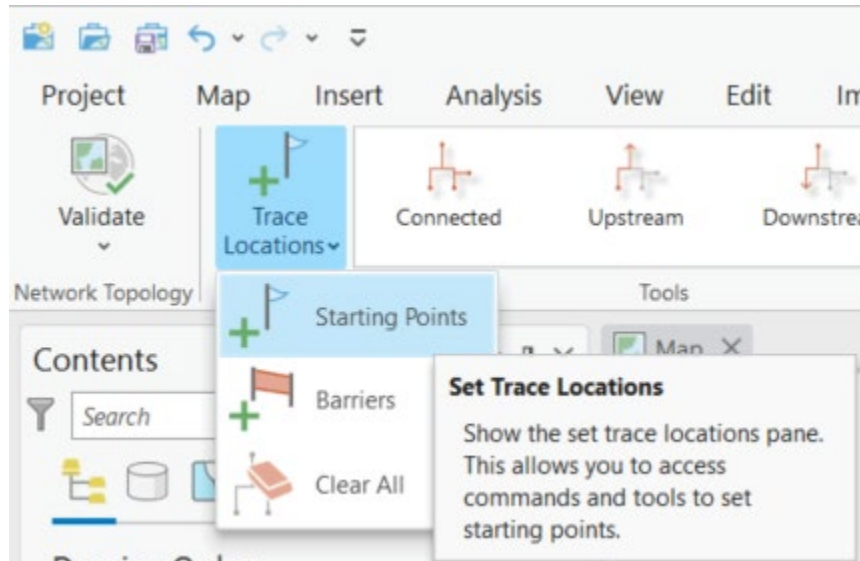 Project Map Insert Analysis View Edit
Validate
Trace
Locations
Connected
Upstream
Network Topology
Tools
Starting Points
Barriers
Clear All
Contents
Search
Map
Set Trace Locations
Show the set trace locations pane.
This allows you to access
commands and tools to set
starting points.